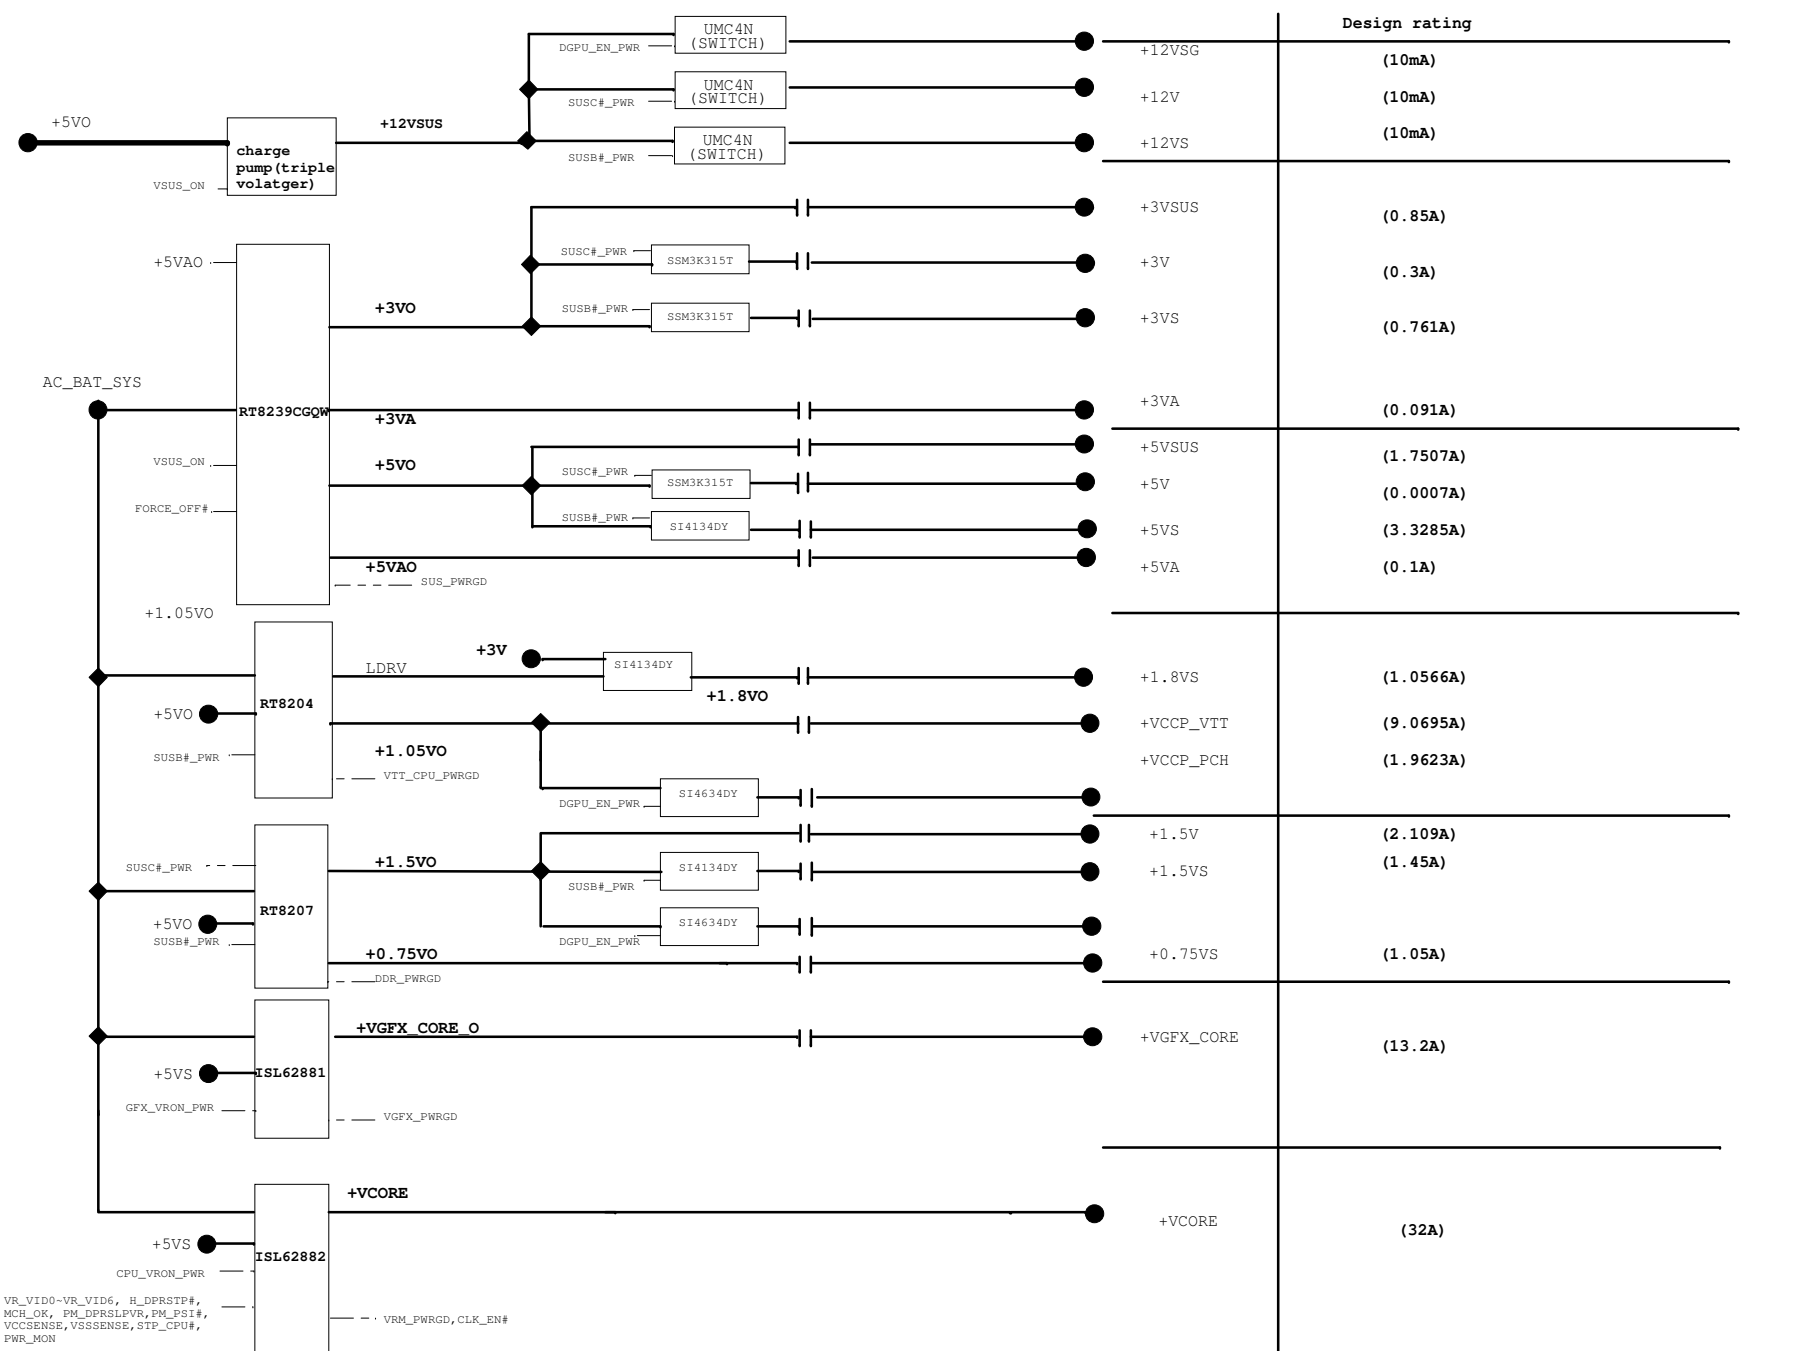 Design rating
UMC4N
(SWITCH)
DGPU_EN_PWR
+12VSG
(10mA)
UMC4N
(SWITCH)
SUSC#_PWR
+12V
(10mA)
+5VO
+12VSUS
UMC4N
(SWITCH)
SUSB#_PWR
+12VS
(10mA)
charge
pump(triple
volatger)
VSUS_ON
+3VSUS
(0.85A)
+5VAO
SUSC#_PWR
SSM3K315T
+3V
(0.3A)
+3VO
SUSB#_PWR
SSM3K315T
+3VS
(0.761A)
AC_BAT_SYS
RT8239CGQW
+3VA
+3VA
(0.091A)
+5VSUS
(1.7507A)
VSUS_ON
+5VO
SUSC#_PWR
SSM3K315T
+5V
(0.0007A)
FORCE_OFF#
SUSB#_PWR
SI4134DY
+5VS
(3.3285A)
+5VAO
+5VA
(0.1A)
SUS_PWRGD
+1.05VO
+3V
SI4134DY
LDRV
+1.8VO
+1.8VS
(1.0566A)
RT8204
+5VO
+VCCP_VTT
(9.0695A)
SUSB#_PWR
+1.05VO
+VCCP_PCH
(1.9623A)
VTT_CPU_PWRGD
SI4634DY
DGPU_EN_PWR
+1.5V
(2.109A)
SUSC#_PWR
+1.5VO
SI4134DY
SUSB#_PWR
+1.5VS
(1.45A)
RT8207
+5VO
SI4634DY
SUSB#_PWR
DGPU_EN_PWR
+0.75VO
+0.75VS
(1.05A)
DDR_PWRGD
+VGFX_CORE_O
+VGFX_CORE
(13.2A)
+5VS
ISL62881
GFX_VRON_PWR
VGFX_PWRGD
+VCORE
+VCORE
(32A)
+5VS
ISL62882
CPU_VRON_PWR
VR_VID0~VR_VID6, H_DPRSTP#,
MCH_OK, PM_DPRSLPVR,PM_PSI#,
VCCSENSE,VSSSENSE,STP_CPU#,
PWR_MON
VRM_PWRGD,CLK_EN#